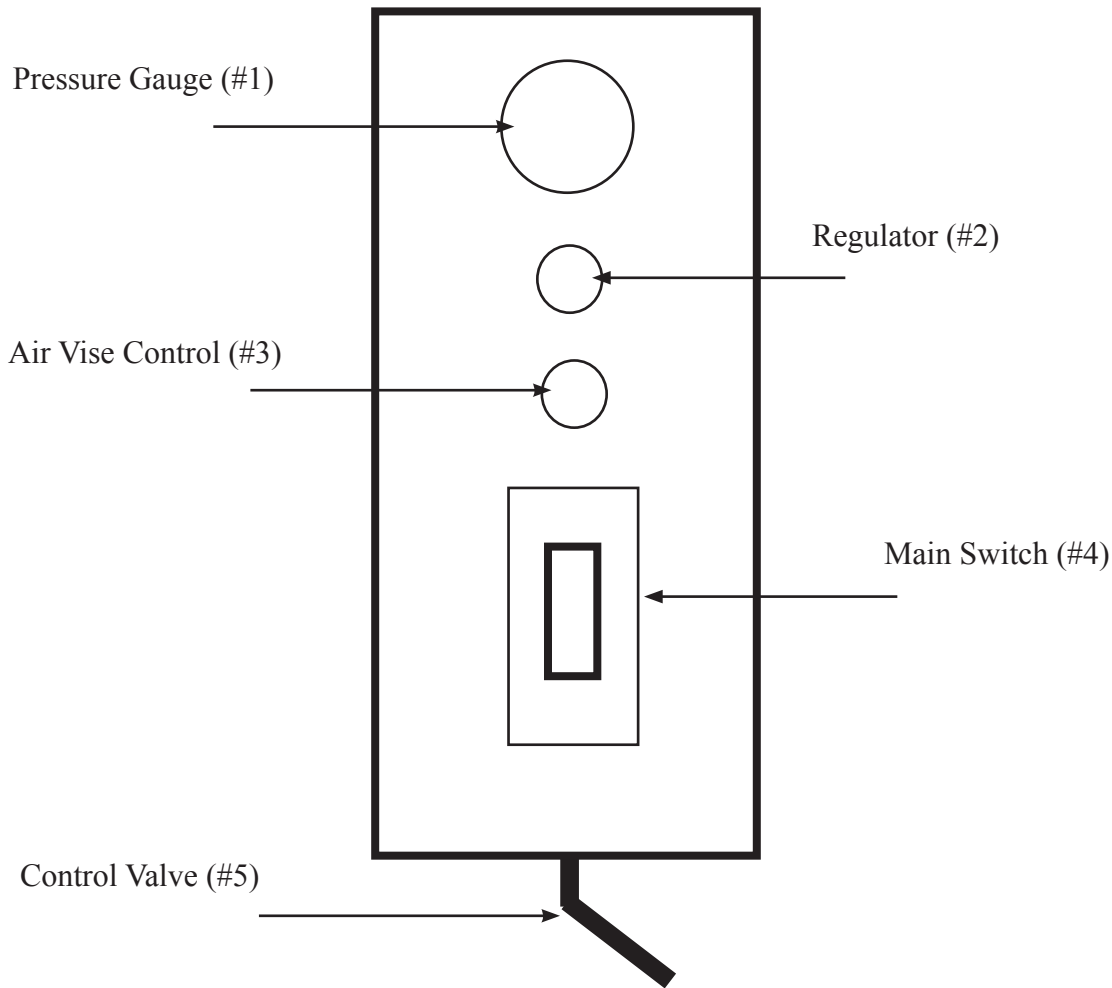 Pressure Gauge (#1)
Regulator (#2)
Air Vise Control (#3)
Main Switch (#4)
Control Valve (#5)